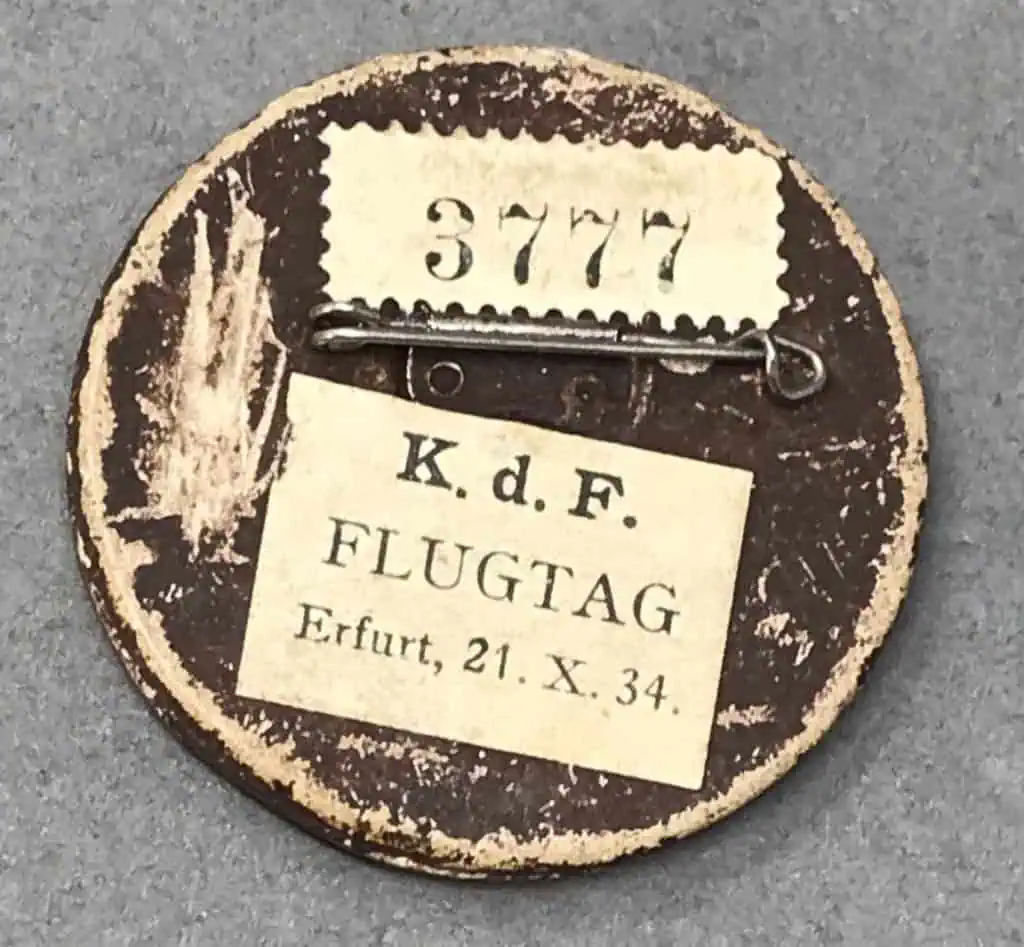 3777
K. d. F.
FLUGTAG
Erfurt, 21. X. 34.